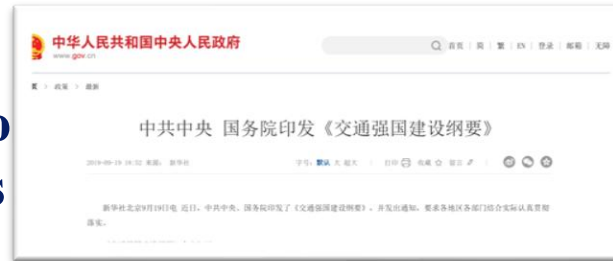 中华人民共和国中央人民政府
www.gov.cn
首页 | 简 | 繁 | EN | 登录 | 邮箱 | 无障
页 > 政策 > 最新
中共中央 国务院印发《交通强国建设纲要》
2019-09-19 来源: 新华社 字号: 默认 大 超大 | 打印 收藏 留言
新华社北京9月19日电 近日,中共中央、国务院印发了《交通强国建设纲要》,并发出通知,要求各地区各部门结合实际认真贯彻
落实。